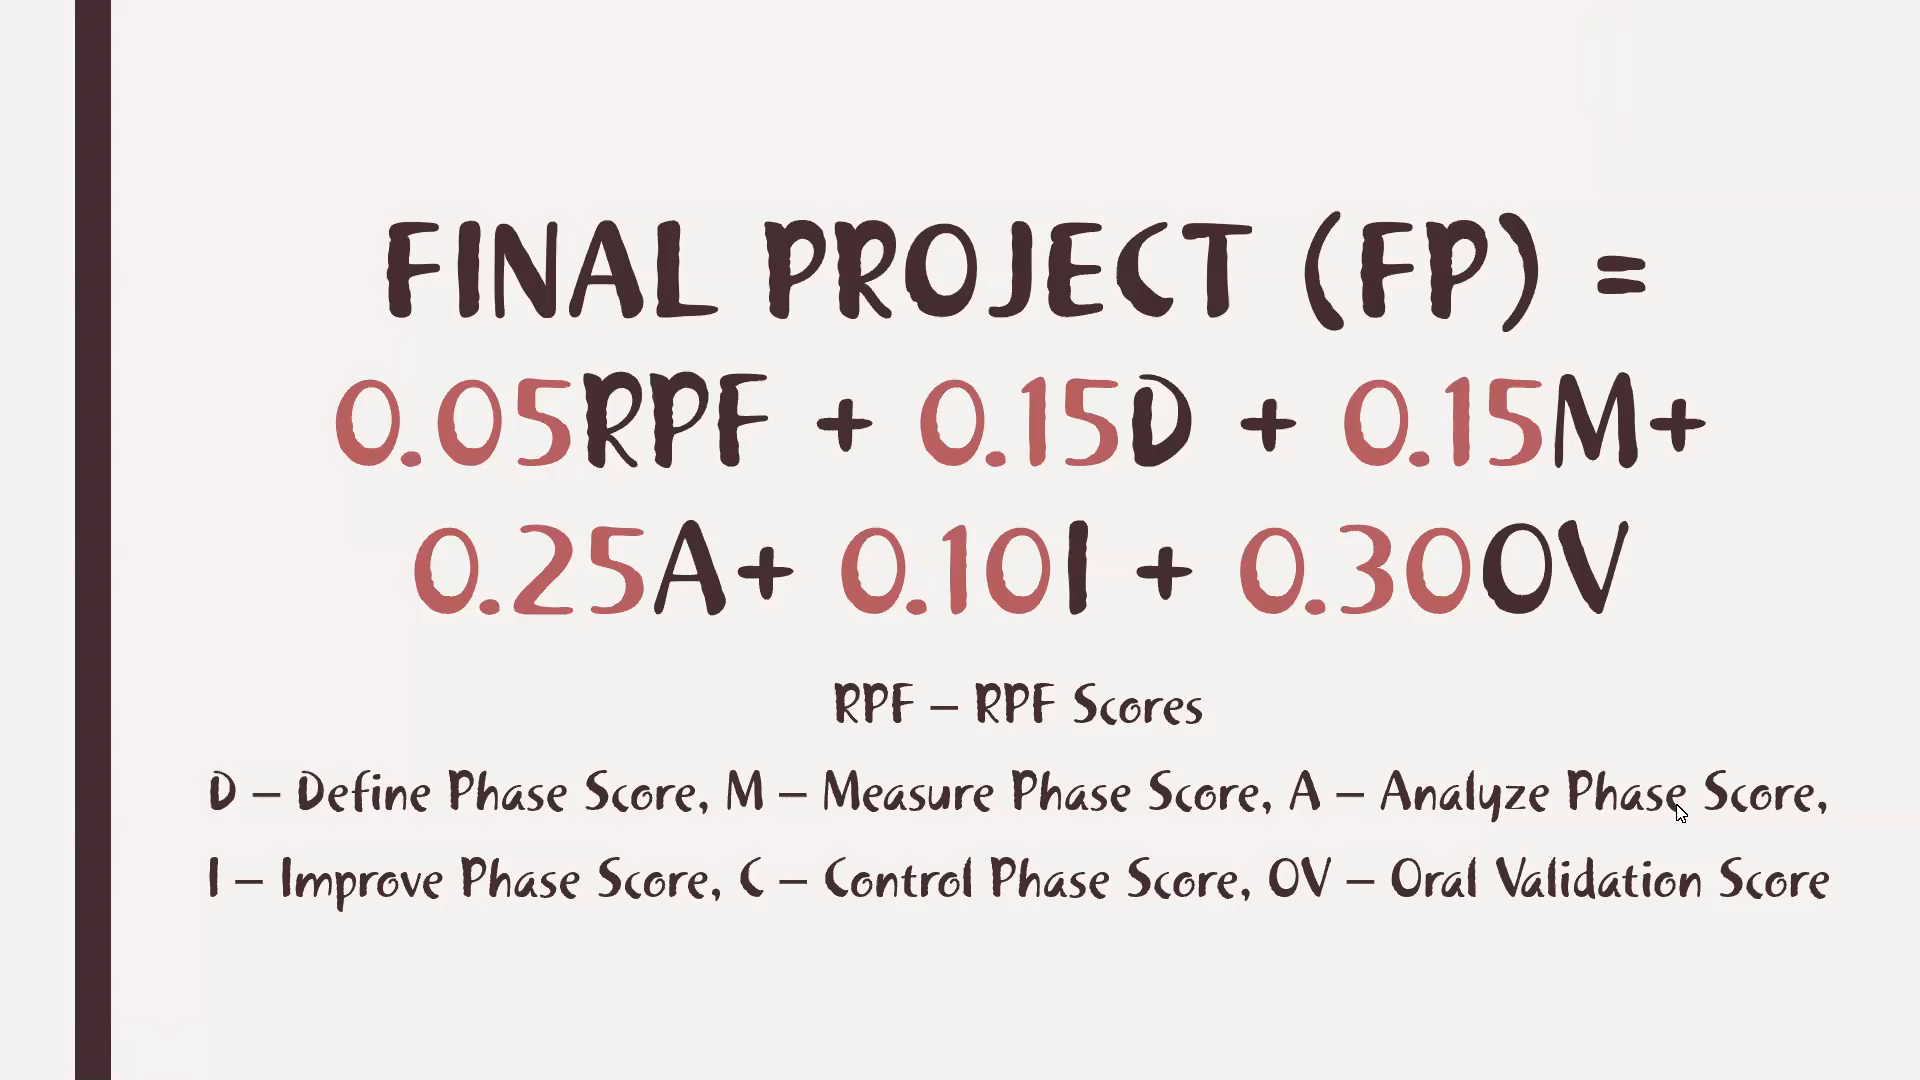 FINAL PROJECT (FP) =
0.05RPF + 0.15D + 0.15M+
0.25A+ 0.10I + 0.30OV
RPF – RPF Scores
D – Define Phase Score, M – Measure Phase Score, A – Analyze Phase Score,
I – Improve Phase Score, C – Control Phase Score, OV – Oral Validation Score